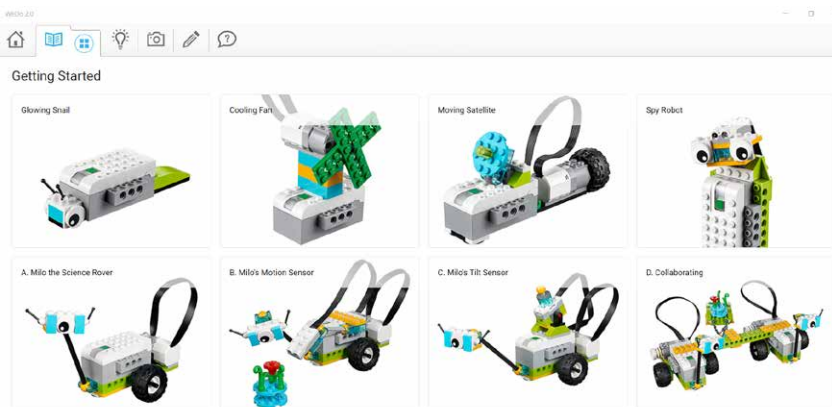 WEDO 2.0
Getting Started
Glowing Snail
Cooling Fan
Moving Satellite
Spy Robot
A. Milo the Science Rover
B. Milo's Motion Sensor
C. Milo's Tilt Sensor
D. Collaborating